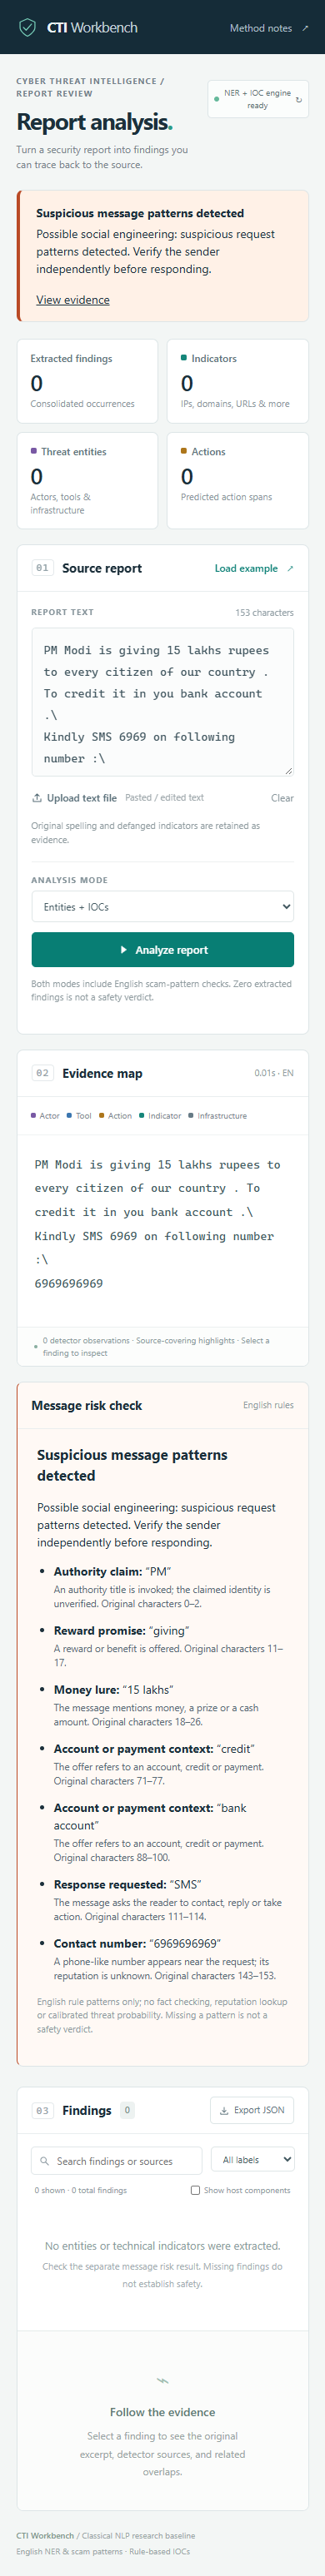 CTI Workbench
Method notes ↗
CYBER THREAT INTELLIGENCE /
REPORT REVIEW
NER + IOC engine
ready ↻
Report analysis.
Turn a security report into findings you
can trace back to the source.
Suspicious message patterns detected
Possible social engineering: suspicious request
patterns detected. Verify the sender
independently before responding.
View evidence
Extracted findings
0
Consolidated occurrences
Indicators
0
IPs, domains, URLs & more
Threat entities
0
Actors, tools &
infrastructure
Actions
0
Predicted action spans
01 Source report
Load example ↗
REPORT TEXT
153 characters
PM Modi is giving 15 lakhs rupees
to every citizen of our country .
To credit it in you bank account
.\
Kindly SMS 6969 on following
number :\
Upload text file Pasted / edited text
Clear
Original spelling and defanged indicators are retained as
evidence.
ANALYSIS MODE
Entities + IOCs
Analyze report
Both modes include English scam-pattern checks. Zero extracted
findings is not a safety verdict.
02 Evidence map
0.01s · EN
Actor Tool Action Indicator Infrastructure
PM Modi is giving 15 lakhs rupees to
every citizen of our country . To
credit it in you bank account .\
Kindly SMS 6969 on following number
:\
6969696969
0 detector observations · Source-covering highlights · Select a
finding to inspect
Message risk check
English rules
Suspicious message patterns
detected
Possible social engineering: suspicious request
patterns detected. Verify the sender
independently before responding.
• Authority claim: “PM”
An authority title is invoked; the claimed identity is
unverified. Original characters 0–2.
• Reward promise: “giving”
A reward or benefit is offered. Original characters 11–
17.
• Money lure: “15 lakhs”
The message mentions money, a prize or a cash
amount. Original characters 18–26.
• Account or payment context: “credit”
The offer refers to an account, credit or payment.
Original characters 71–77.
• Account or payment context: “bank
account”
The offer refers to an account, credit or payment.
Original characters 88–100.
• Response requested: “SMS”
The message asks the reader to contact, reply or take
action. Original characters 111–114.
• Contact number: “6969696969”
A phone-like number appears near the request; its
reputation is unknown. Original characters 143–153.
English rule patterns only; no fact checking, reputation lookup
or calibrated threat probability. Missing a pattern is not a
safety verdict.
03 Findings 0
Export JSON
Search findings or sources
All labels
0 shown · 0 total findings
Show host components
No entities or technical indicators were extracted.
Check the separate message risk result. Missing findings do
not establish safety.
Follow the evidence
Select a finding to see the original
excerpt, detector sources, and related
overlaps.
CTI Workbench / Classical NLP research baseline
English NER & scam patterns · Rule-based IOCs